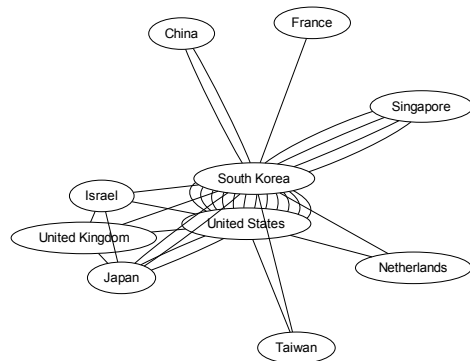 France
China
Singapore
South Korea
Israel
United States
United Kingdom
Netherlands
Japan
Taiwan